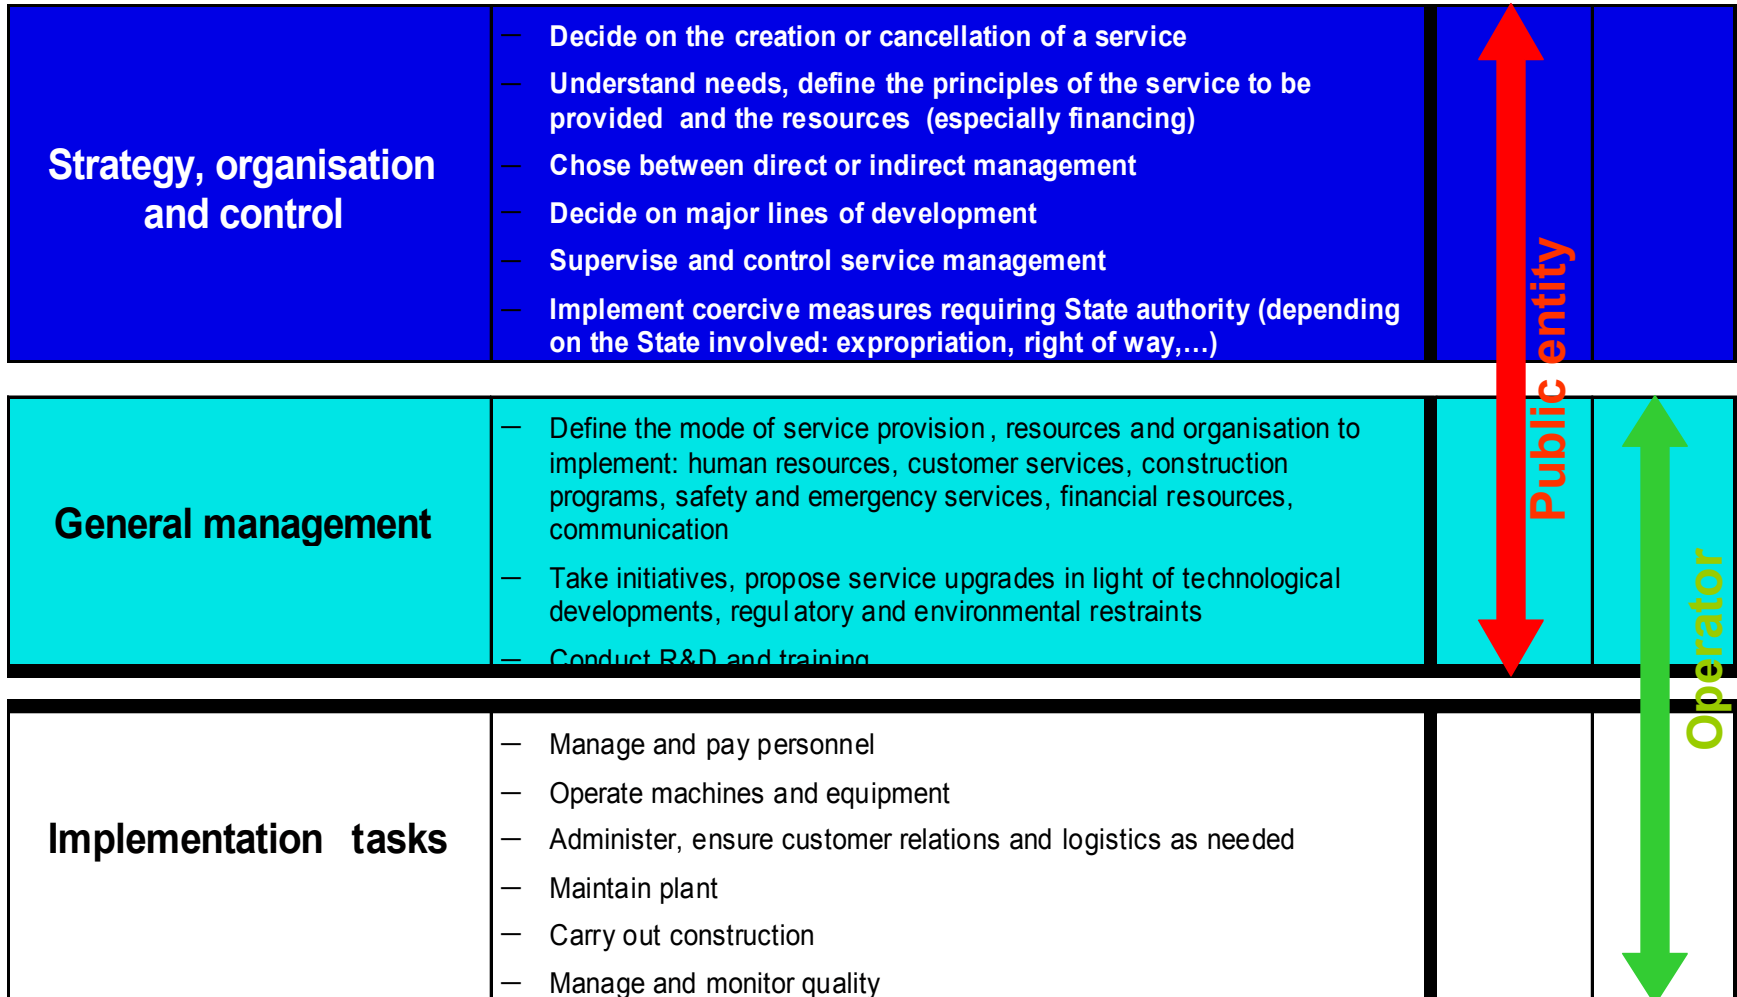 Strategy, organisation
and control
— Decide on the creation or cancellation of a service
— Understand needs, define the principles of the service to be
provided and the resources (especially financing)
— Chose between direct or indirect management
— Decide on major lines of development
— Supervise and control service management
— Implement coercive measures requiring State authority (depending
on the State involved: expropriation, right of way,...)
Public entity
General management
— Define the mode of service provision, resources and organisation to
implement: human resources, customer services, construction
programs, safety and emergency services, financial resources,
communication
— Take initiatives, propose service upgrades in light of technological
developments, regulatory and environmental restraints
— Conduct R&D and training
Operator
Implementation tasks
— Manage and pay personnel
— Operate machines and equipment
— Administer, ensure customer relations and logistics as needed
— Maintain plant
— Carry out construction
— Manage and monitor quality